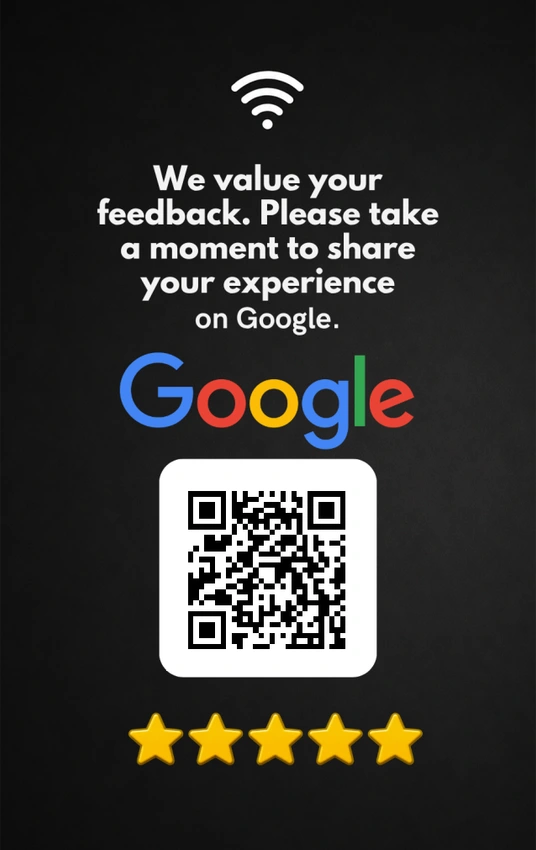 We value your
feedback. Please take
a moment to share
your experience
on Google.
Google